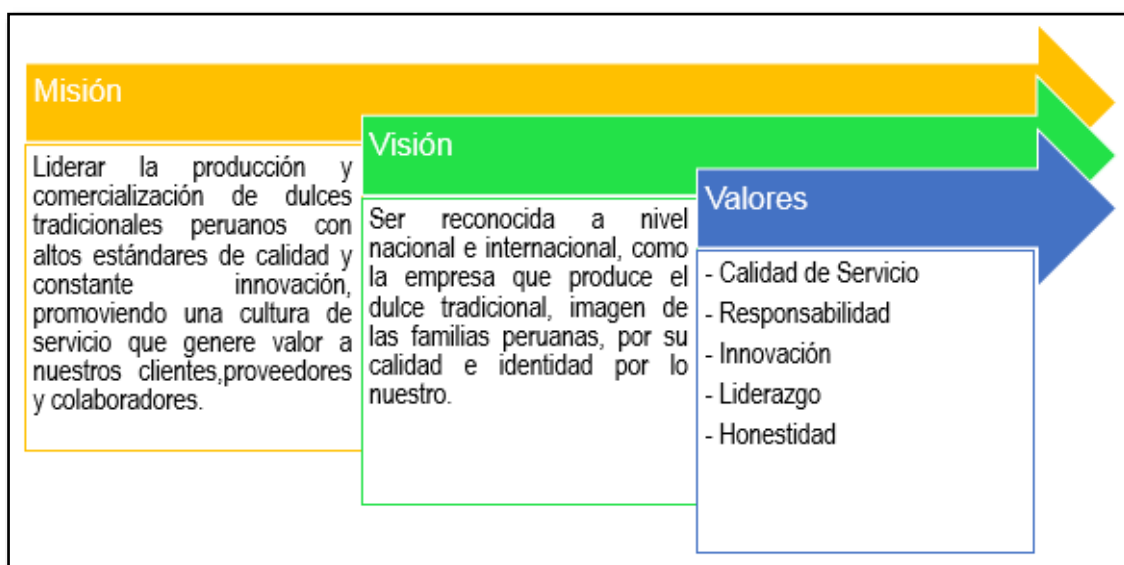 Misión
Liderar la producción y
comercialización de dulces
tradicionales peruanos con
altos estándares de calidad y
constante innovación,
promoviendo una cultura de
servicio que genere valor a
nuestros clientes,proveedores
y colaboradores.
Visión
Ser reconocida a nivel
nacional e internacional, como
la empresa que produce el
dulce tradicional, imagen de
las familias peruanas, por su
calidad e identidad por lo
nuestro.
Valores
- Calidad de Servicio
- Responsabilidad
- Innovación
- Liderazgo
- Honestidad